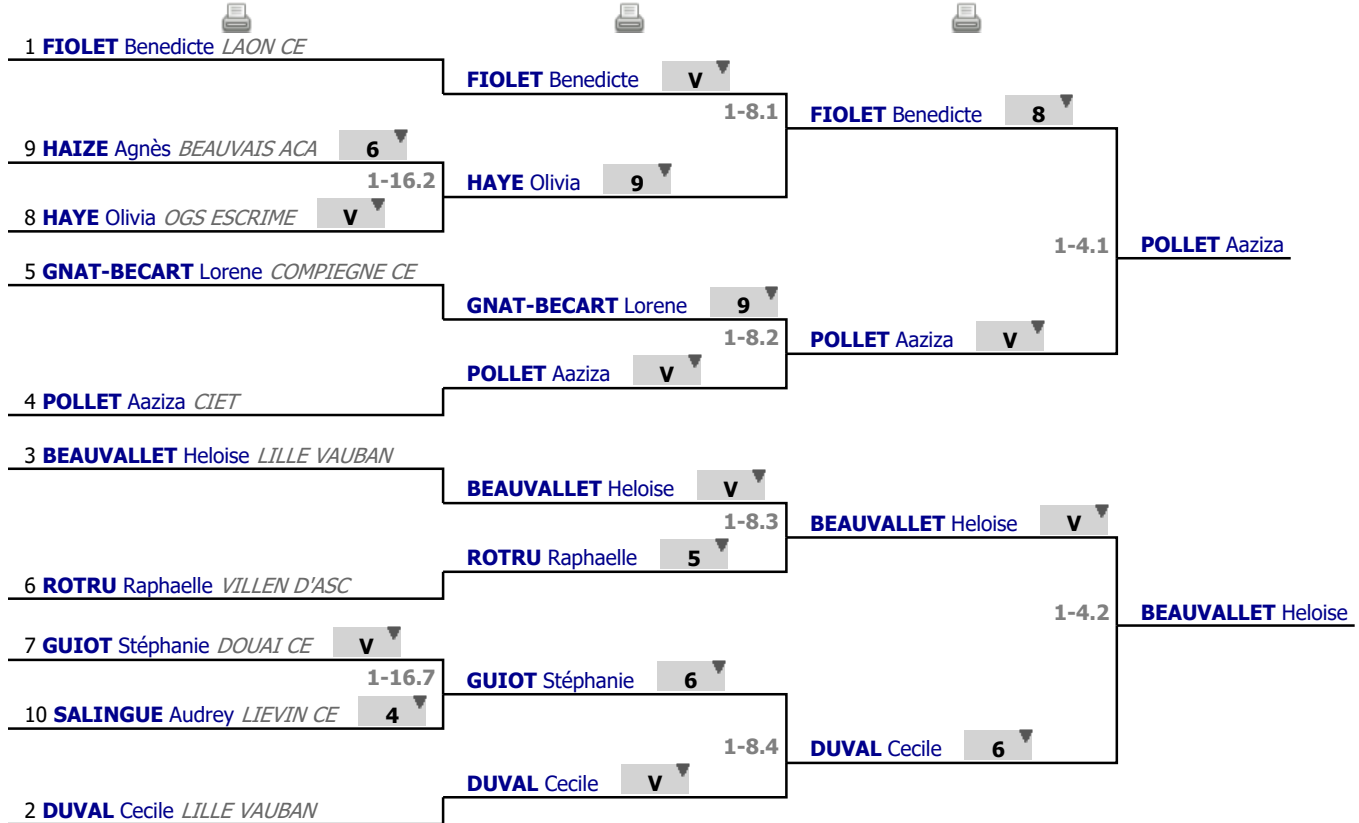 1 FIOLET Benedicte LAON CE
FIOLET Benedicte V
1-8.1
FIOLET Benedicte 8
9 HAIZE Agnès BEAUVAIS ACA 6
1-16.2
HAYE Olivia 9
8 HAYE Olivia OGS ESCRIME V
1-4.1
POLLET Aaziza
5 GNAT-BECART Lorene COMPIEGNE CE
GNAT-BECART Lorene 9
1-8.2
POLLET Aaziza V
POLLET Aaziza V
4 POLLET Aaziza CIET
3 BEAUVALLET Heloise LILLE VAUBAN
BEAUVALLET Heloise V
1-8.3
BEAUVALLET Heloise V
ROTRU Raphaelle 5
6 ROTRU Raphaelle VILLEN D'ASC
1-4.2
BEAUVALLET Heloise
7 GUIOT Stéphanie DOUAI CE V
1-16.7
GUIOT Stéphanie 6
10 SALINGUE Audrey LIEVIN CE 4
1-8.4
DUVAL Cecile 6
DUVAL Cecile V
2 DUVAL Cecile LILLE VAUBAN